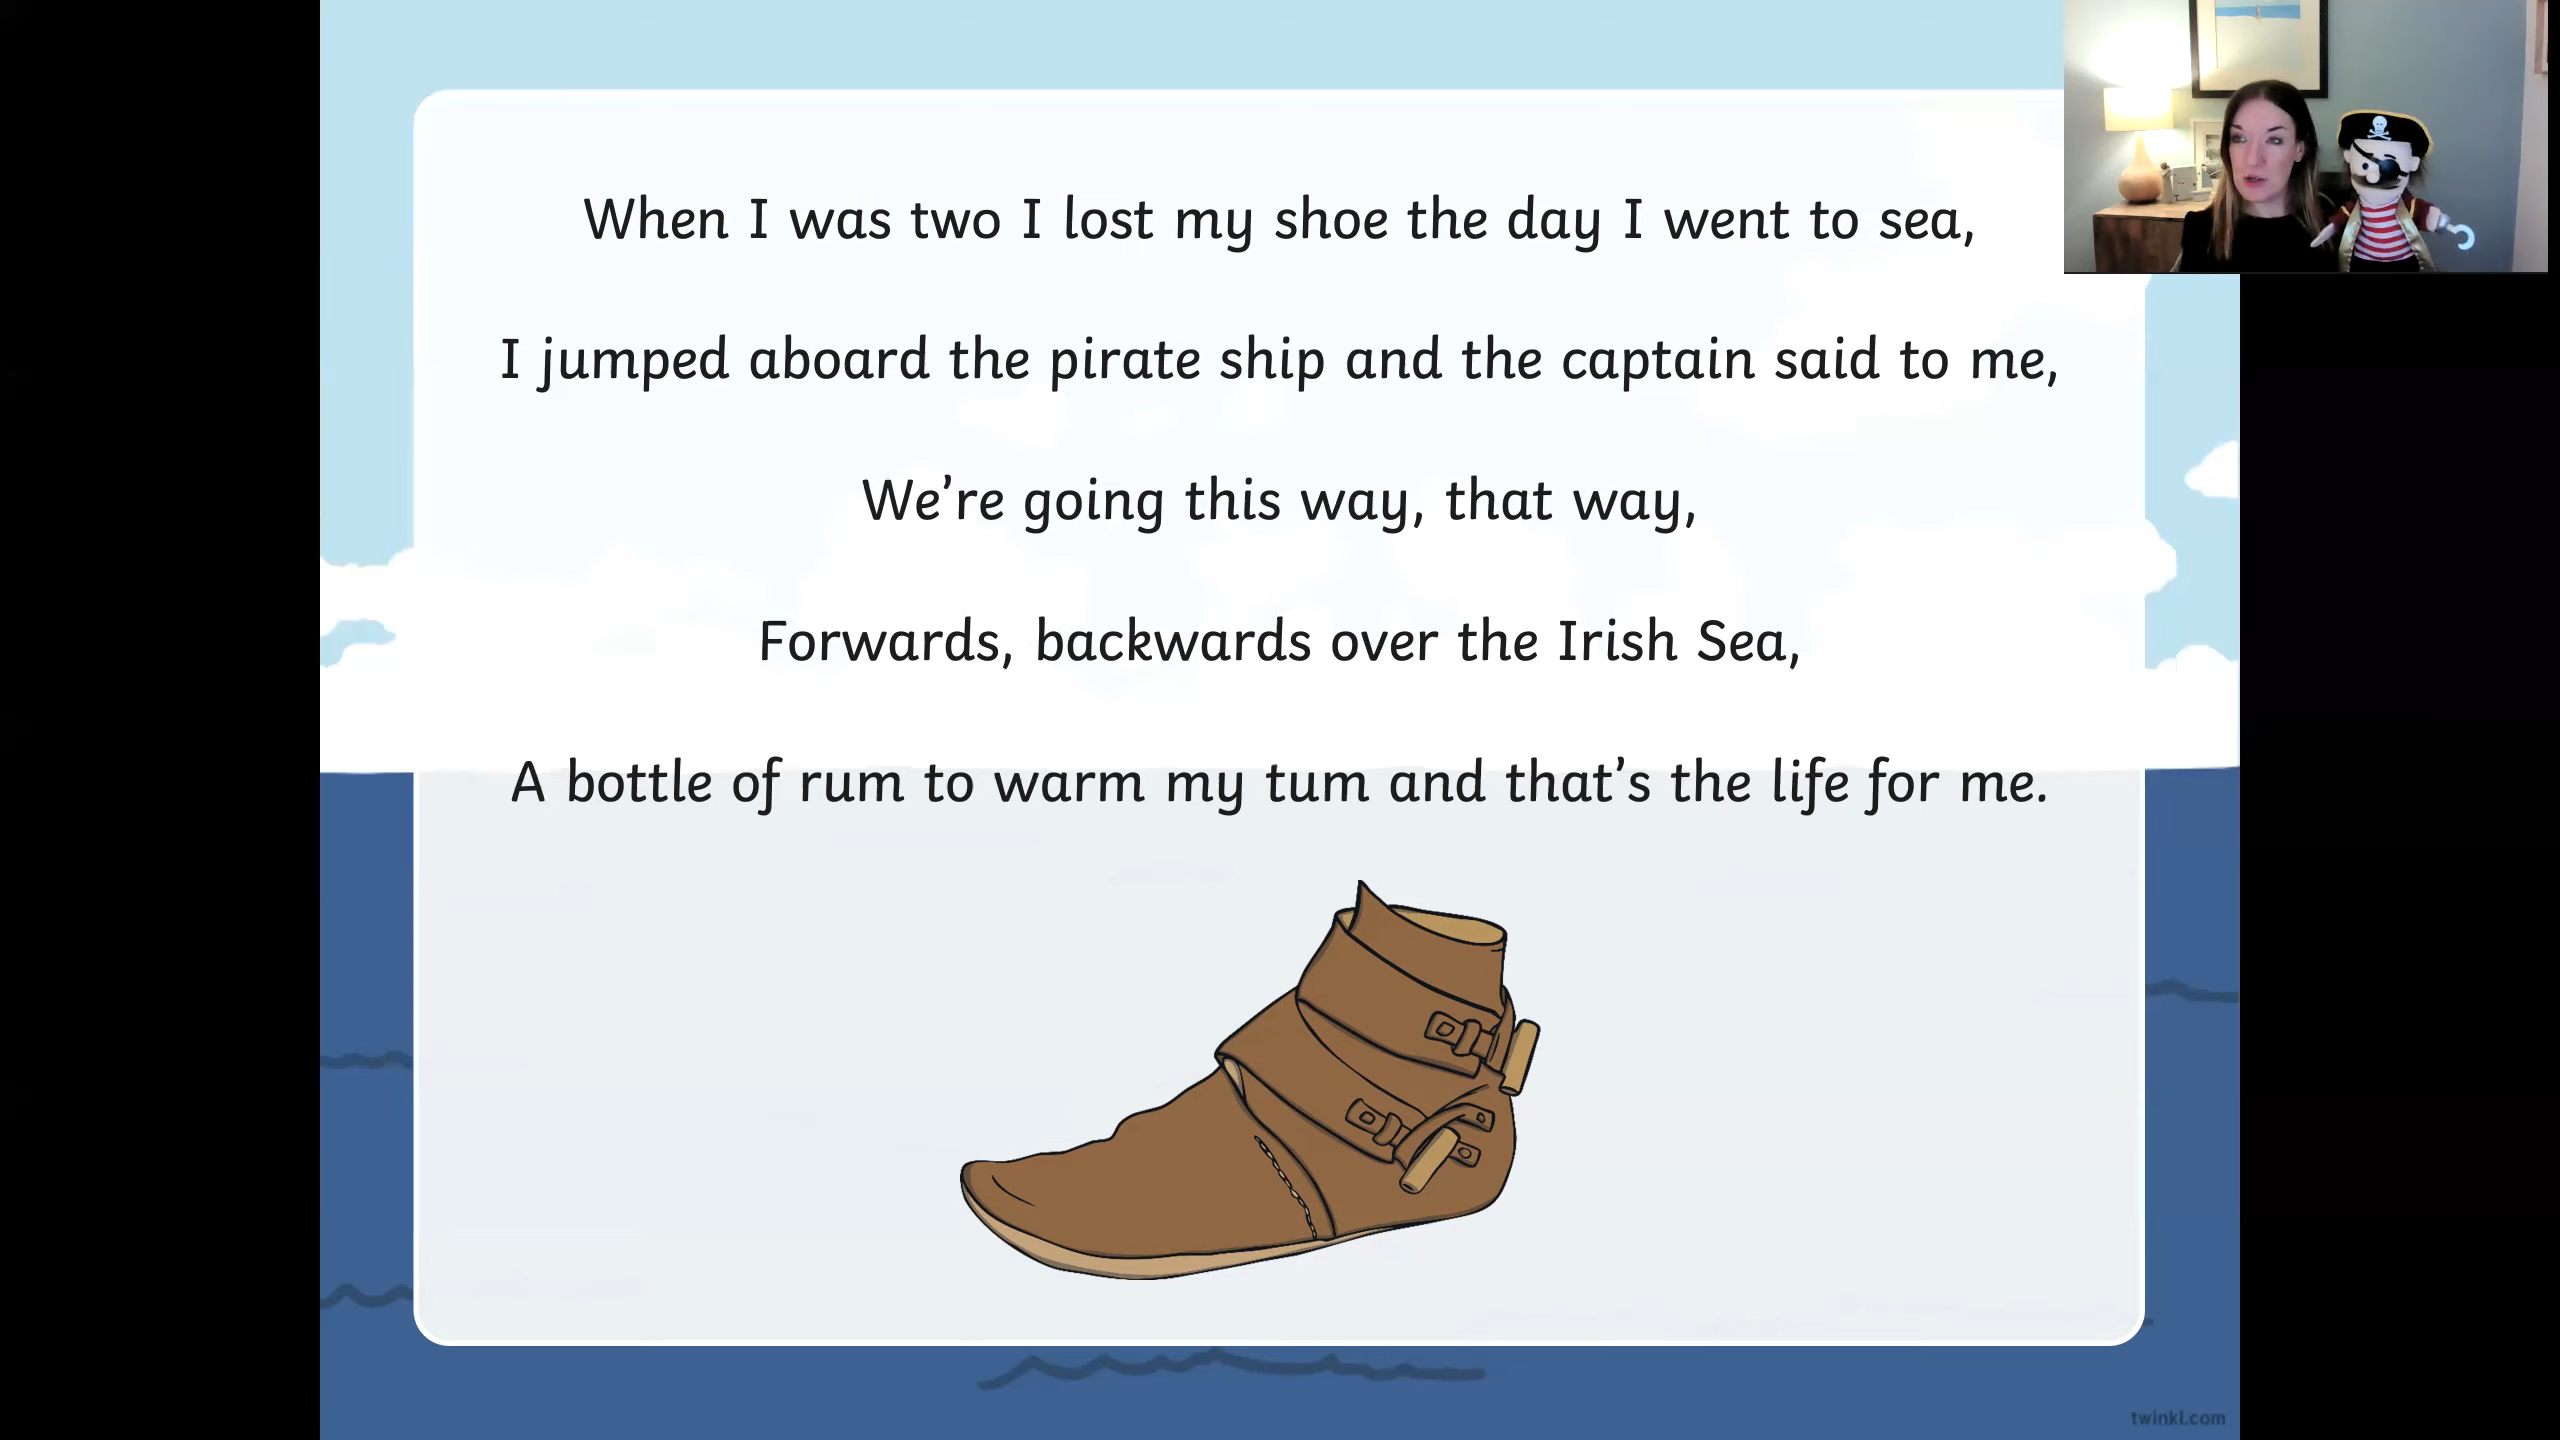 When I was two I lost my shoe the day I went to sea,
I jumped aboard the pirate ship and the captain said to me,
We’re going this way, that way,
Forwards, backwards over the Irish Sea,
A bottle of rum to warm my tum and that’s the life for me.
twinkl.com